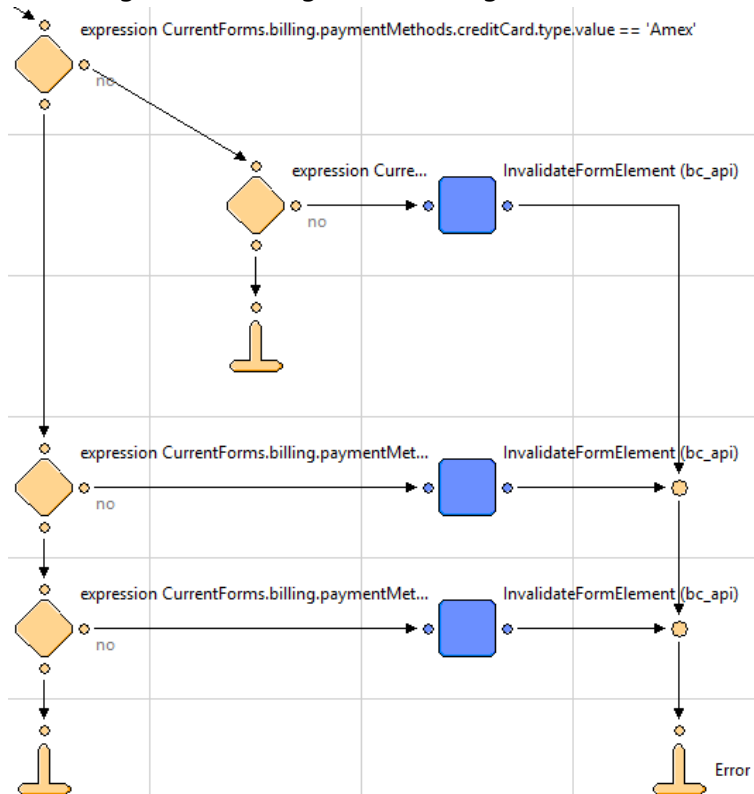 expression CurrentForms.billing.paymentMethods.creditCard.type.value == 'Amex'
no
expression Curre...
InvalidateFormElement (bc_api)
no
expression CurrentForms.billing.paymentMet...
InvalidateFormElement (bc_api)
no
expression CurrentForms.billing.paymentMet...
InvalidateFormElement (bc_api)
no
Error